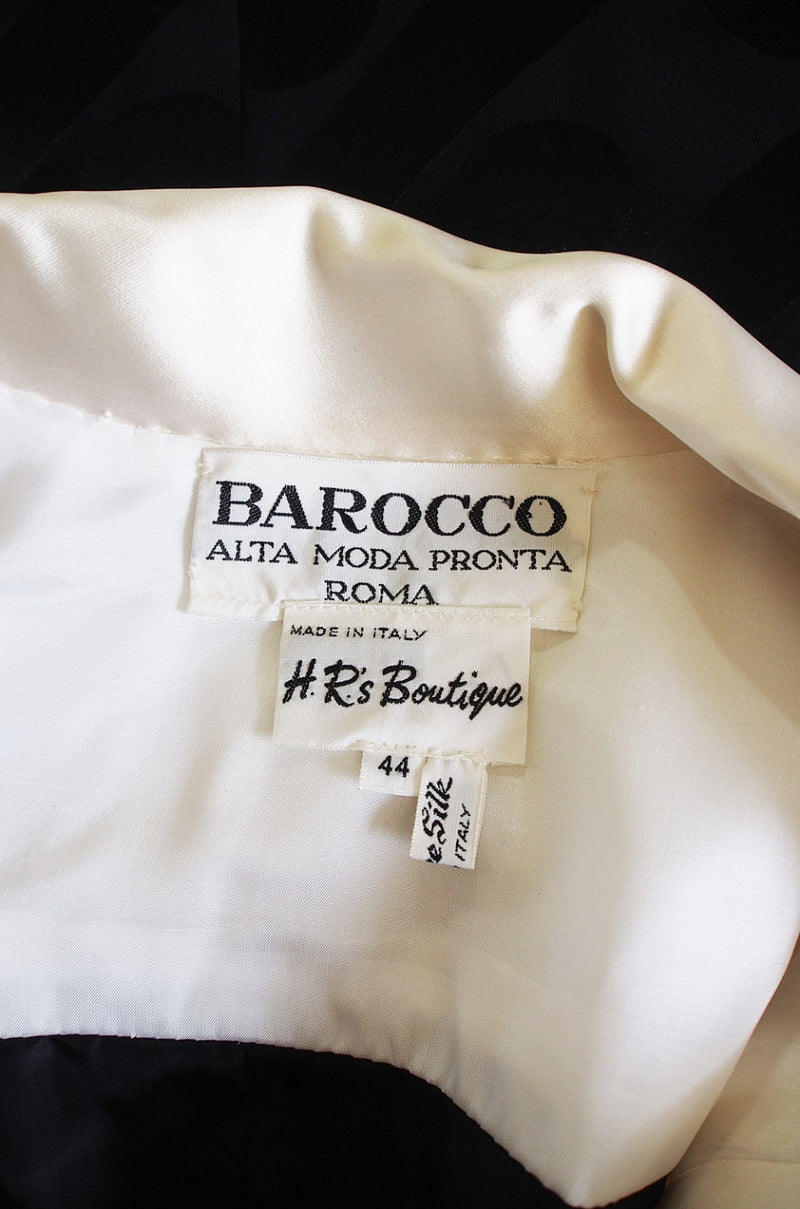 BAROCCO
ALTA MODA PRONTA
ROMA
MADE IN ITALY
H.R.'s Boutique
44
Silk
ITALY